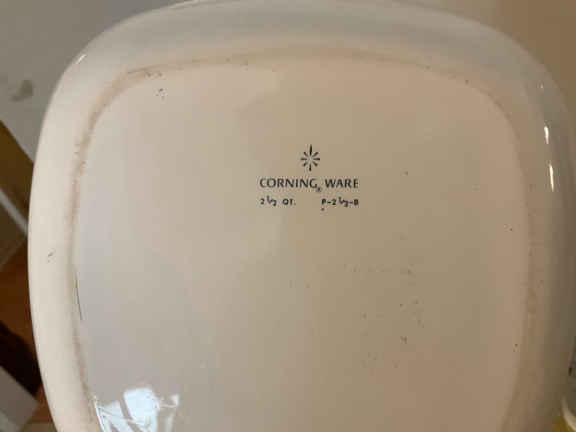 CORNING® WARE
2 1/2 QT. P-2 1/2-B